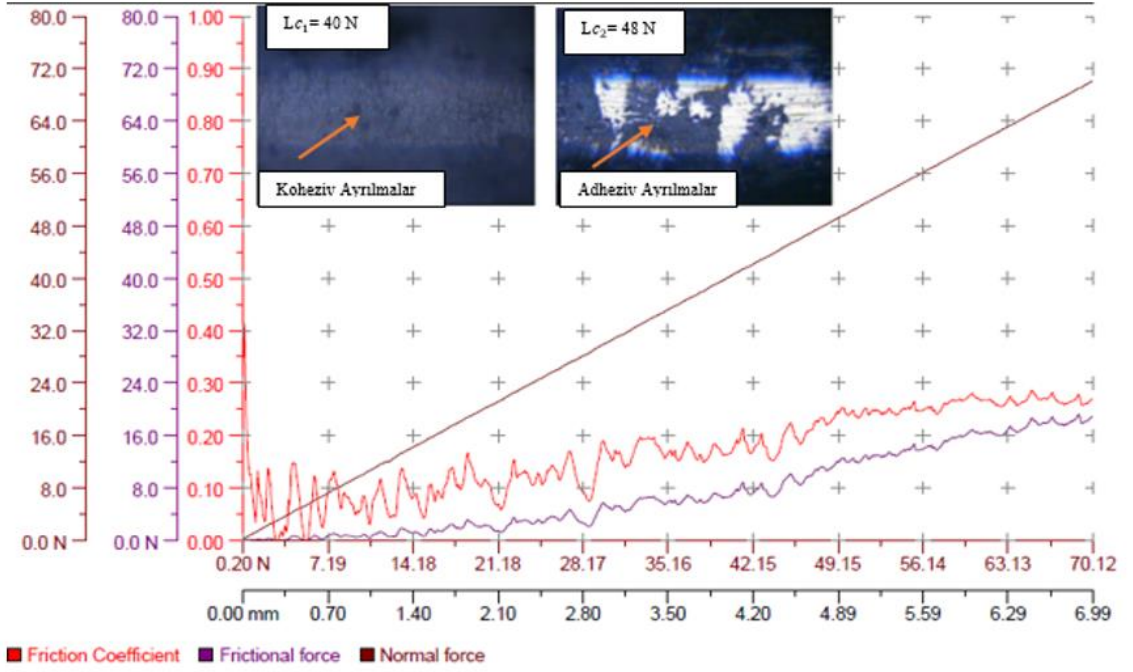 80.0 80.0 1.00
72.0 72.0 0.90
64.0 64.0 0.80
56.0 56.0 0.70
48.0 48.0 0.60
40.0 40.0 0.50
32.0 32.0 0.40
24.0 24.0 0.30
16.0 16.0 0.20
8.0 8.0 0.10
0.0 N 0.0 N 0.00
Lc₁= 40 N
Koheziv Ayrılmalar
Lc₂= 48 N
Adheziv Ayrılmalar
0.20 N 7.19 14.18 21.18 28.17 35.16 42.15 49.15 56.14 63.13 70.12
0.00 mm 0.70 1.40 2.10 2.80 3.50 4.20 4.89 5.59 6.29 6.99
Friction Coefficient Frictional force Normal force